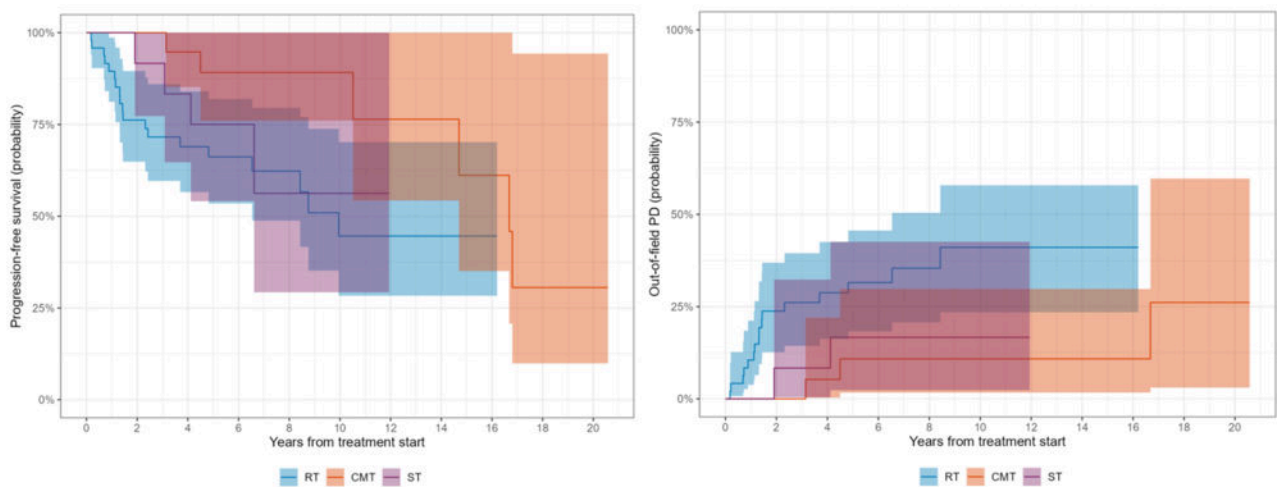 Progression-free survival (probability)
100%
75%
50%
25%
0%
0 2 4 6 8 10 12 14 16 18 20
Years from treatment start
RT CMT ST
Out-of-field PD (probability)
100%
75%
50%
25%
0%
0 2 4 6 8 10 12 14 16 18 20
Years from treatment start
RT CMT ST